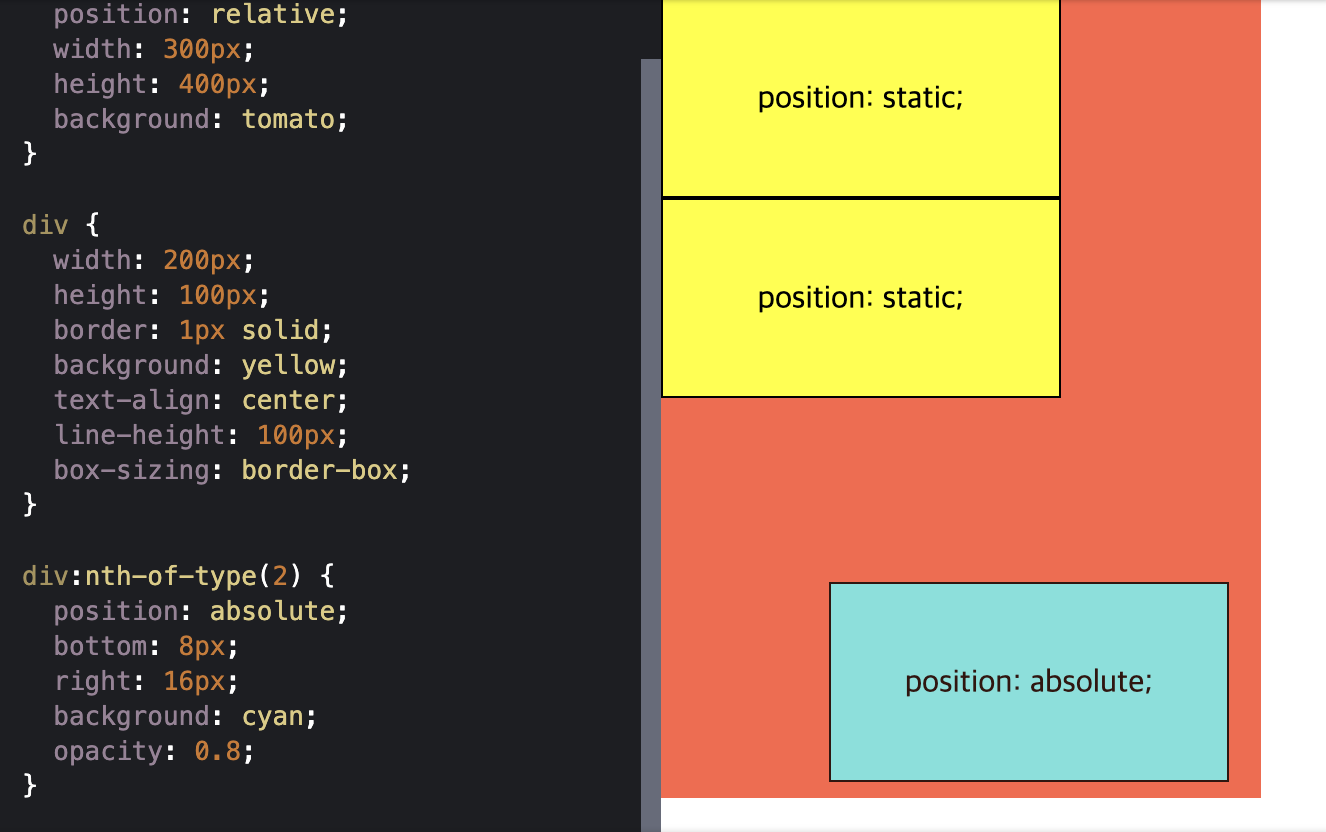 position: relative;
width: 300px;
height: 400px;
background: tomato;
}
div {
width: 200px;
height: 100px;
border: 1px solid;
background: yellow;
text-align: center;
line-height: 100px;
box-sizing: border-box;
}
div:nth-of-type(2) {
position: absolute;
bottom: 8px;
right: 16px;
background: cyan;
opacity: 0.8;
}
position: static;
position: static;
position: absolute;